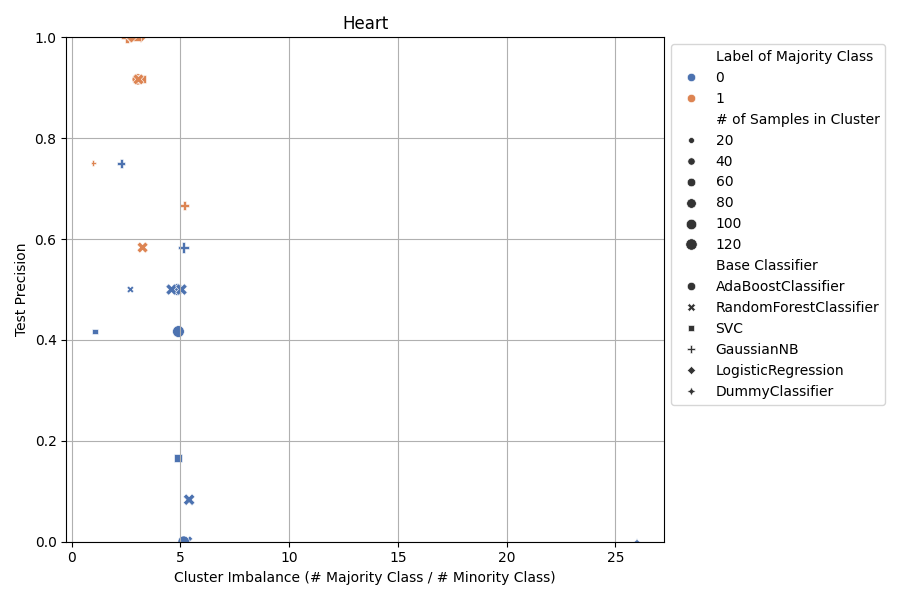 Heart
Test Precision
1.0
0.8
0.6
0.4
0.2
0.0
0 5 10 15 20 25
Cluster Imbalance (# Majority Class / # Minority Class)
Label of Majority Class
0
1
# of Samples in Cluster
20
40
60
80
100
120
Base Classifier
AdaBoostClassifier
RandomForestClassifier
SVC
GaussianNB
LogisticRegression
DummyClassifier